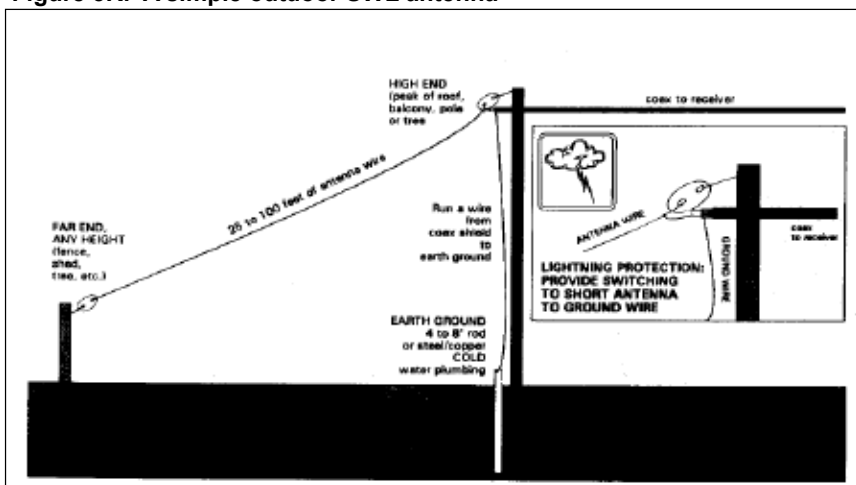 simple outdoor SWL antenna
HIGH END
(peak of roof,
balcony, pole
or tree
coax to receiver
25 to 100 feet of antenna wire
FAR END,
ANY HEIGHT
(fence,
shed,
tree, etc.)
Run a wire
from
coax shield
to
earth ground
EARTH GROUND
4 to 8' rod
or steel/copper
COLD
water plumbing
ANTENNA WIRE
coax
to receiver
GROUND WIRE
LIGHTNING PROTECTION:
PROVIDE SWITCHING
TO SHORT ANTENNA
TO GROUND WIRE